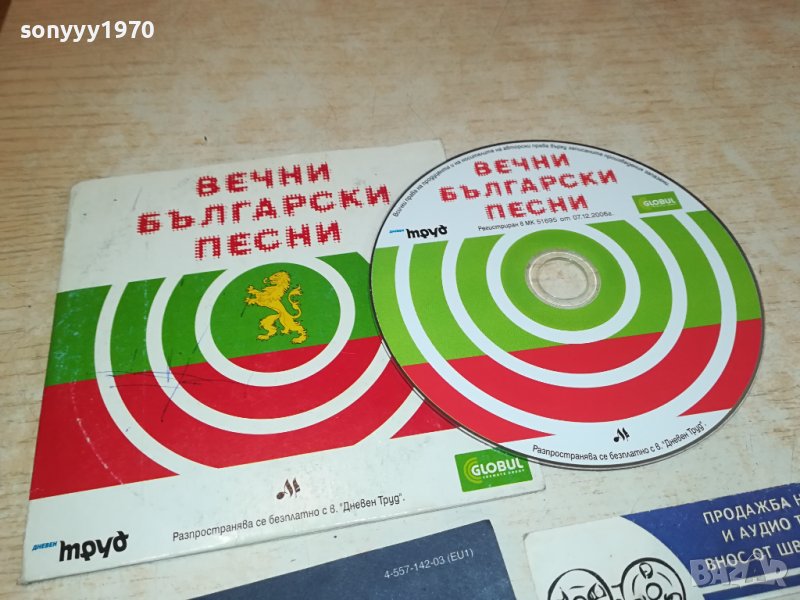 sonyyy1970
ВЕЧНИ
БЪЛГАРСКИ
ПЕСНИ
GLOBUL
Разпространява се безплатно с в. "Дневен Труд".
ДНЕВЕН Труд
ВЕЧНИ
БЪЛГАРСКИ
ПЕСНИ
Регистриран в МК 51695 от 07.12.2006г.
ДНЕВЕН Труд
GLOBUL
Разпространява се безплатно с в. "Дневен Труд".
4-557-142-03 (EU1)
ПРОДАЖБА
И АУДИО
ВНОС ОТ
BAZAR